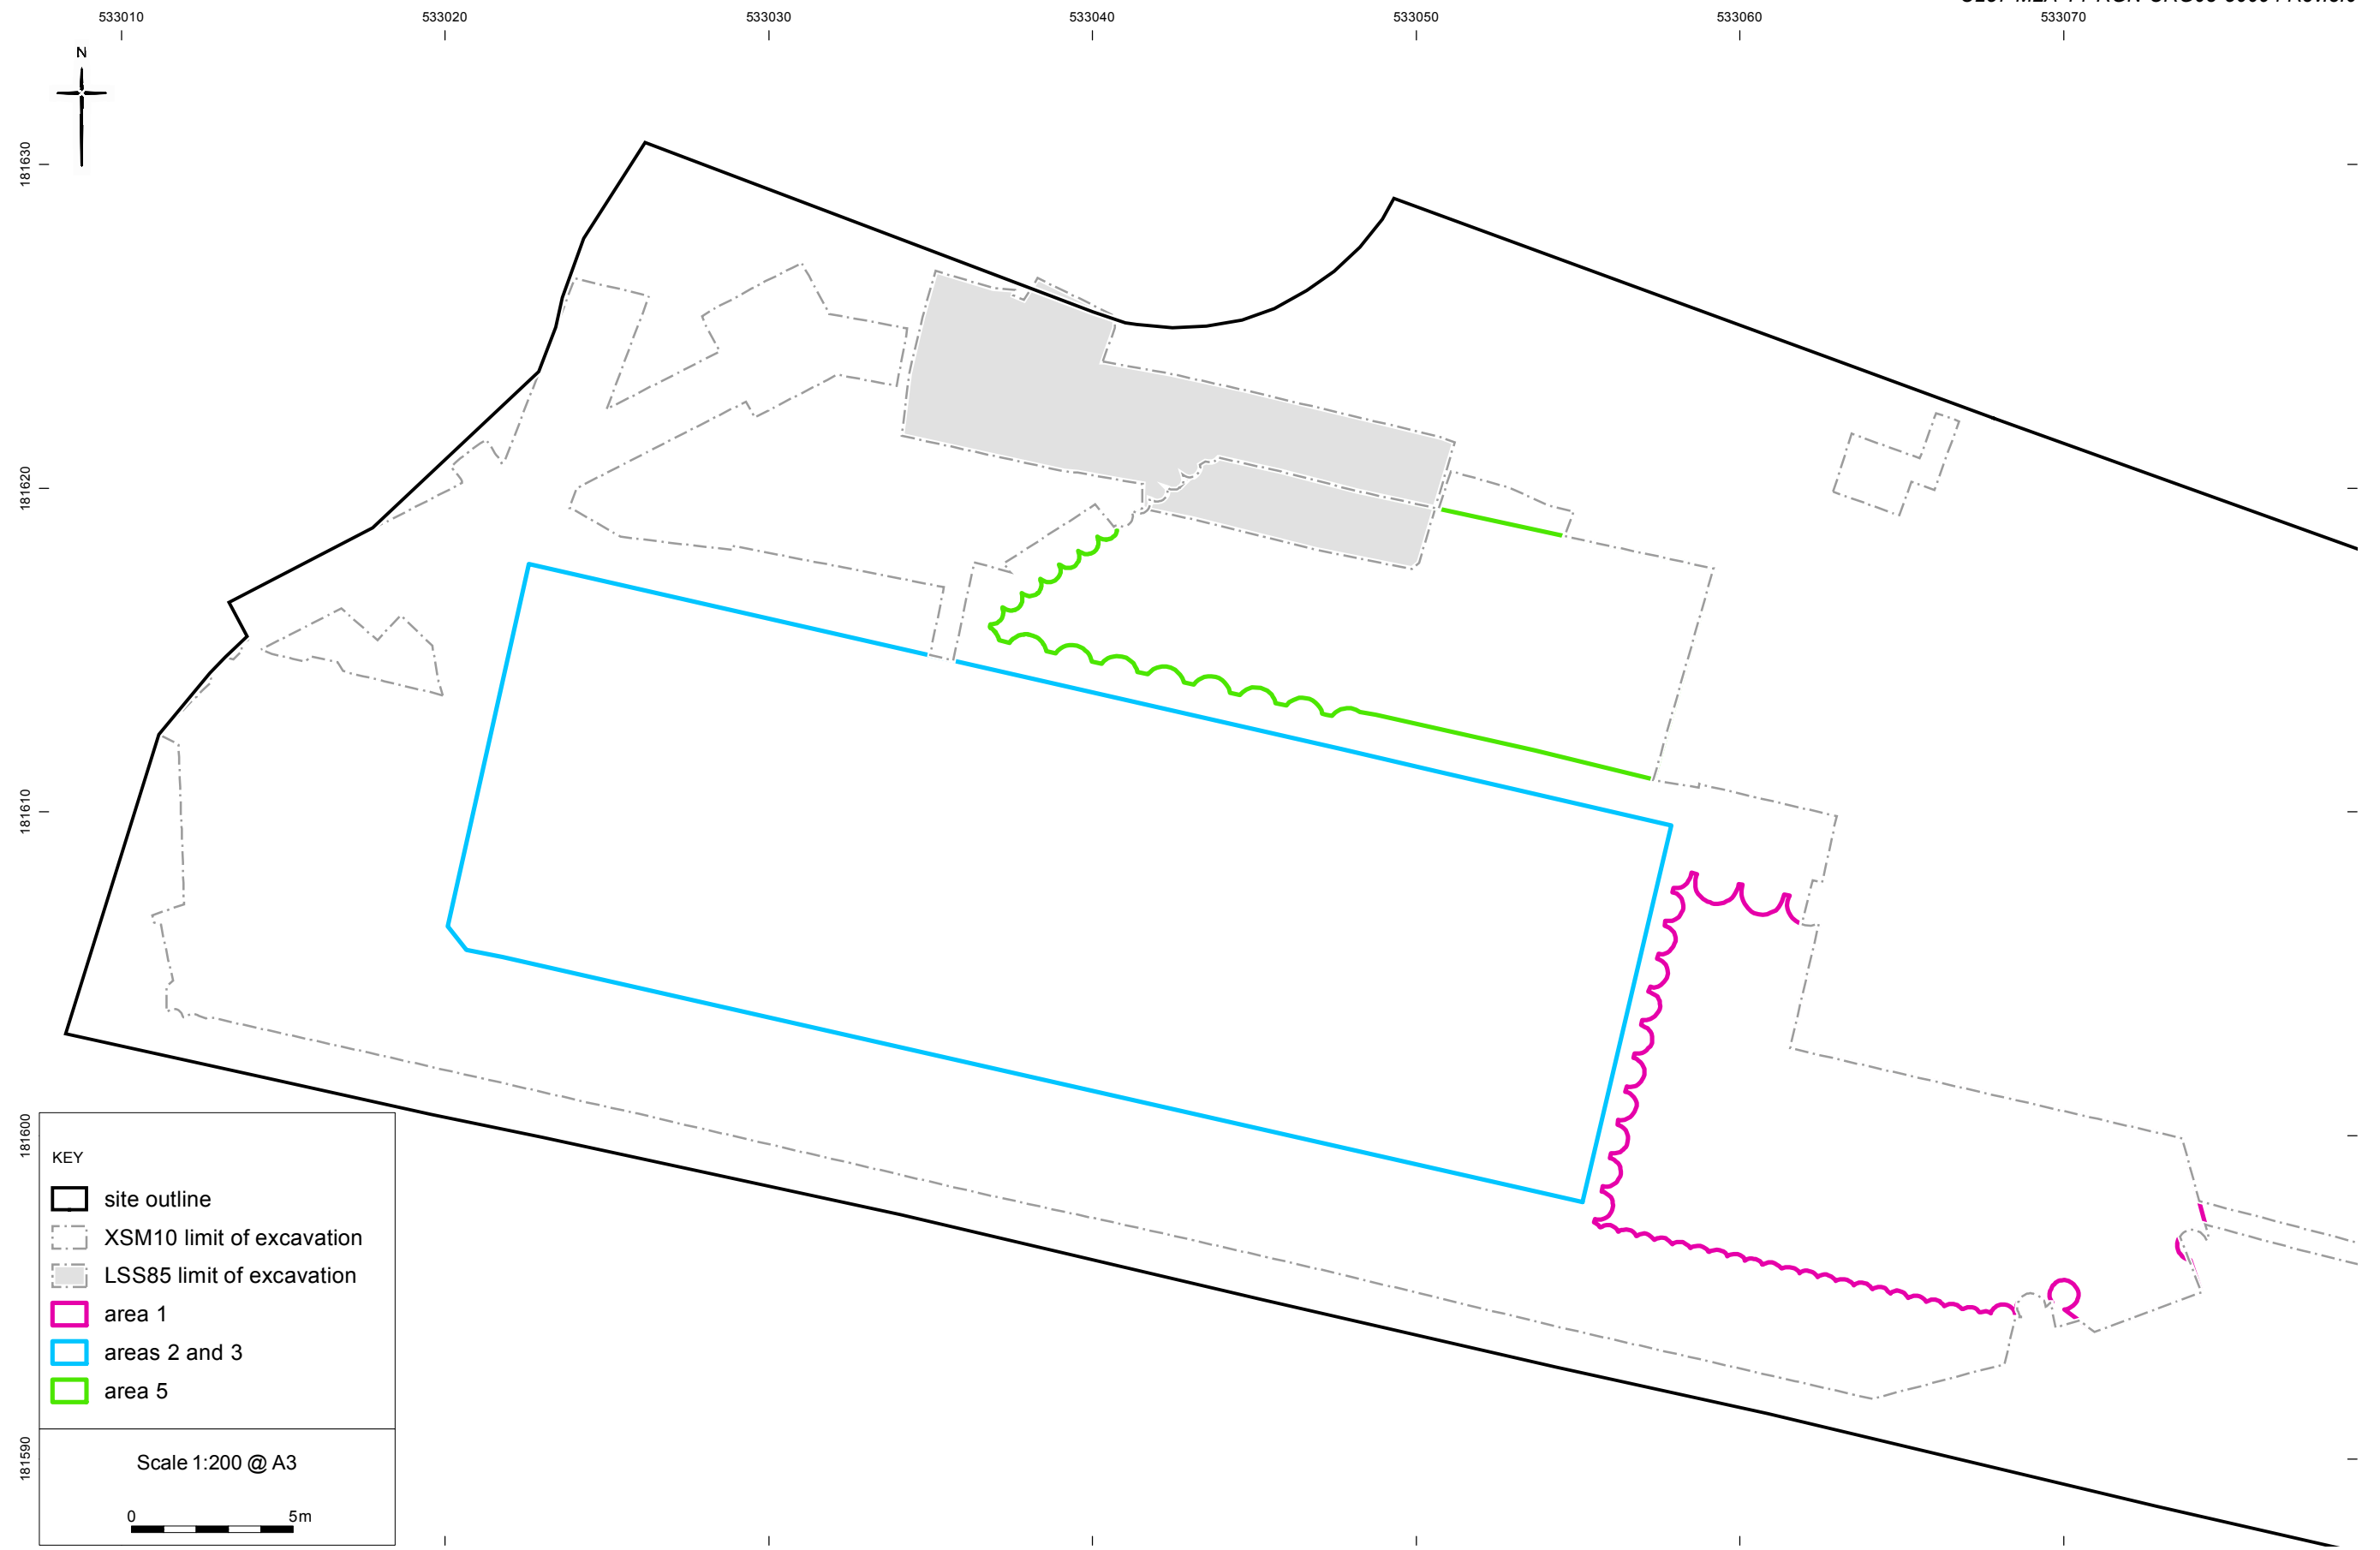 533010
533020
533030
533040
533050
533060
533070
N
181630
181620
181610
181600
181590
KEY
site outline
XSM10 limit of excavation
LSS85 limit of excavation
area 1
areas 2 and 3
area 5
Scale 1:200 @ A3
0
5m